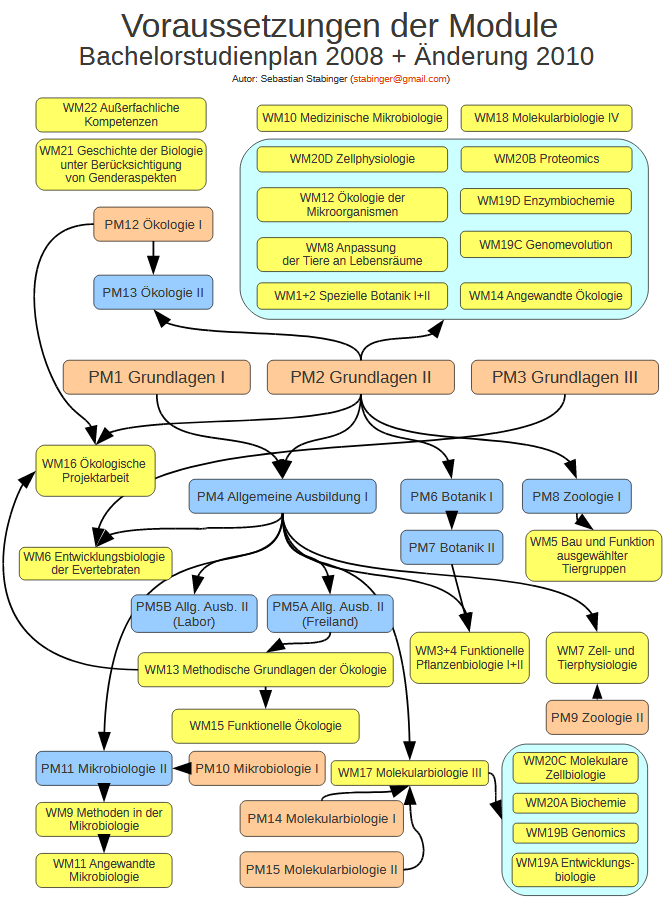 Voraussetzungen der Module
Bachelorstudienplan 2008 + Änderung 2010
Autor: Sebastian Stabinger (stabinger@gmail.com)
WM22 Außerfachliche
Kompetenzen
WM21 Geschichte der Biologie
unter Berücksichtigung
von Genderaspekten
WM10 Medizinische Mikrobiologie
WM18 Molekularbiologie IV
WM20D Zellphysiologie
WM20B Proteomics
WM12 Ökologie der
Mikroorganismen
WM19D Enzymbiochemie
WM8 Anpassung
der Tiere an Lebensräume
WM19C Genomevolution
WM1+2 Spezielle Botanik I+II
WM14 Angewandte Ökologie
PM12 Ökologie I
PM13 Ökologie II
PM1 Grundlagen I
PM2 Grundlagen II
PM3 Grundlagen III
WM16 Ökologische
Projektarbeit
PM4 Allgemeine Ausbildung I
PM6 Botanik I
PM8 Zoologie I
PM7 Botanik II
WM5 Bau und Funktion
ausgewählter
Tiergruppen
WM6 Entwicklungsbiologie
der Evertebraten
PM5B Allg. Ausb. II
(Labor)
PM5A Allg. Ausb. II
(Freiland)
WM3+4 Funktionelle
Pflanzenbiologie I+II
WM7 Zell- und
Tierphysiologie
WM13 Methodische Grundlagen der Ökologie
PM9 Zoologie II
WM15 Funktionelle Ökologie
PM11 Mikrobiologie II
PM10 Mikrobiologie I
WM17 Molekularbiologie III
WM20C Molekulare
Zellbiologie
WM20A Biochemie
WM19B Genomics
WM19A Entwicklungs-
biologie
WM9 Methoden in der
Mikrobiologie
PM14 Molekularbiologie I
WM11 Angewandte
Mikrobiologie
PM15 Molekularbiologie II